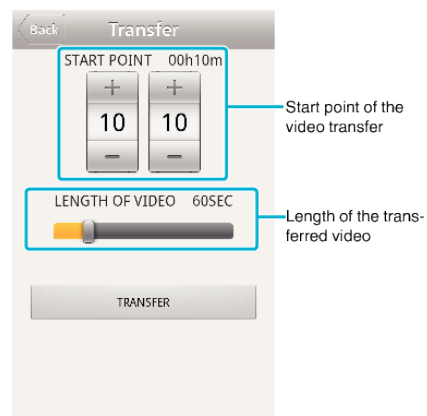 Back
Transfer
START POINT 00h10m
+ +
10 10
− −
Start point of the
video transfer
LENGTH OF VIDEO 60SEC
Length of the trans-
ferred video
TRANSFER